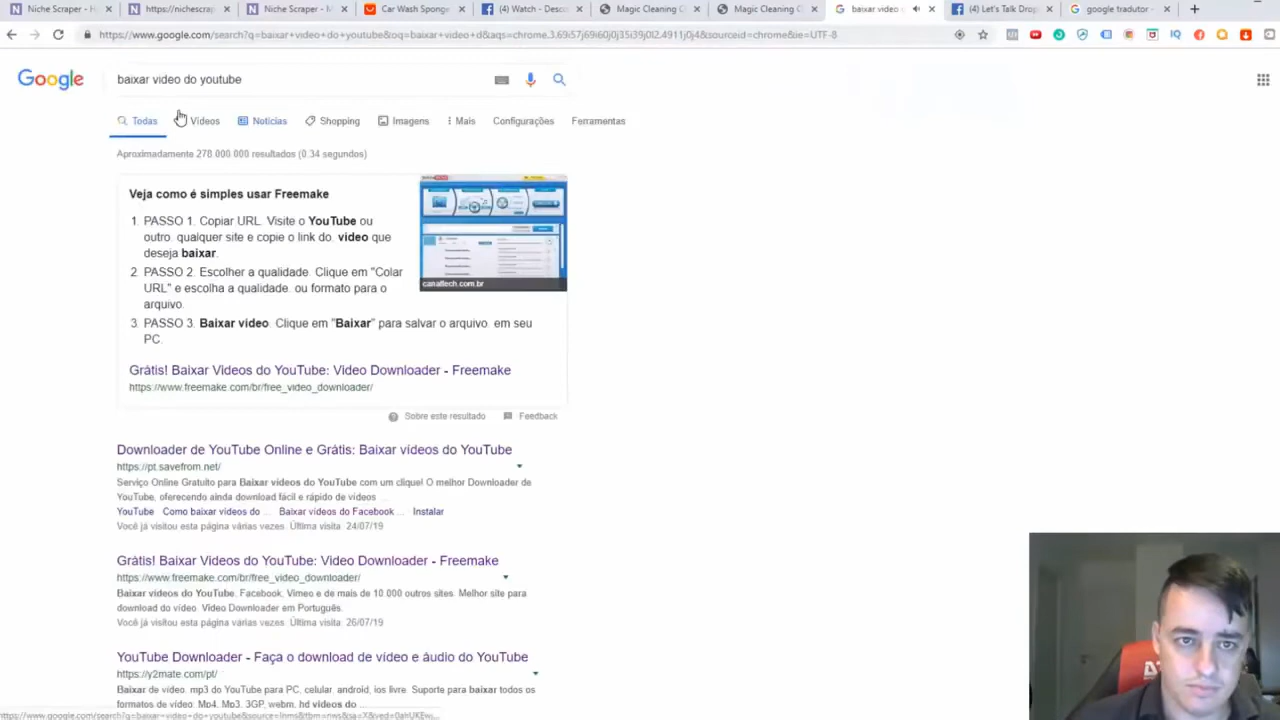 Niche Scraper - H
https://nichescrap
Niche Scraper - M
Car Wash Sponge
(4) Watch - Desco
Magic Cleaning G
Magic Cleaning G
baixar video o
(4) Let's Talk Drop
google tradutor -
https://www.google.com/search?q=baixar+video+do+youtube&oq=baixar+video+d&aqs=chrome.3.69i57j69i60j0j35i39j0l2.4911j0j4&sourceid=chrome&ie=UTF-8
Google
baixar video do youtube
Todas
Vídeos
Notícias
Shopping
Imagens
Mais
Configurações
Ferramentas
Aproximadamente 278 000 000 resultados (0.34 segundos)
Veja como é simples usar Freemake
1. PASSO 1. Copiar URL. Visite o YouTube ou
outro qualquer site e copie o link do video que
deseja baixar.
2. PASSO 2. Escolher a qualidade. Clique em "Colar
URL" e escolha a qualidade. ou formato para o
arquivo.
3. PASSO 3. Baixar video. Clique em "Baixar" para salvar o arquivo em seu
PC.
canaltech.com.br
Grátis! Baixar Videos do YouTube: Video Downloader - Freemake
https://www.freemake.com/br/free_video_downloader/
Sobre este resultado
Feedback
Downloader de YouTube Online e Grátis: Baixar vídeos do YouTube
https://pt.savefrom.net/
Serviço Online Gratuito para Baixar videos do YouTube com um clique! O melhor Downloader de
YouTube, oferecendo ainda download fácil e rápido de vídeos ...
YouTube Como baixar vídeos do ... Baixar vídeos do Facebook ... Instalar
Você já visitou esta página várias vezes. Última visita: 24/07/19
Grátis! Baixar Videos do YouTube: Video Downloader - Freemake
https://www.freemake.com/br/free_video_downloader/
Baixar vídeos do YouTube, Facebook, Vimeo e de mais de 10.000 outros sites. Melhor site para
download do vídeo. Video Downloader em Português.
Você já visitou esta página várias vezes. Última visita: 26/07/19
YouTube Downloader - Faça o download de vídeo e áudio do YouTube
https://y2mate.com/pt/
Baixar de vídeo. mp3 do YouTube para PC, celular, android, ios livre. Suporte para baixar todos os
formatos de vídeo: Mp4, Mp3, 3GP, webm, hd vídeos do ...